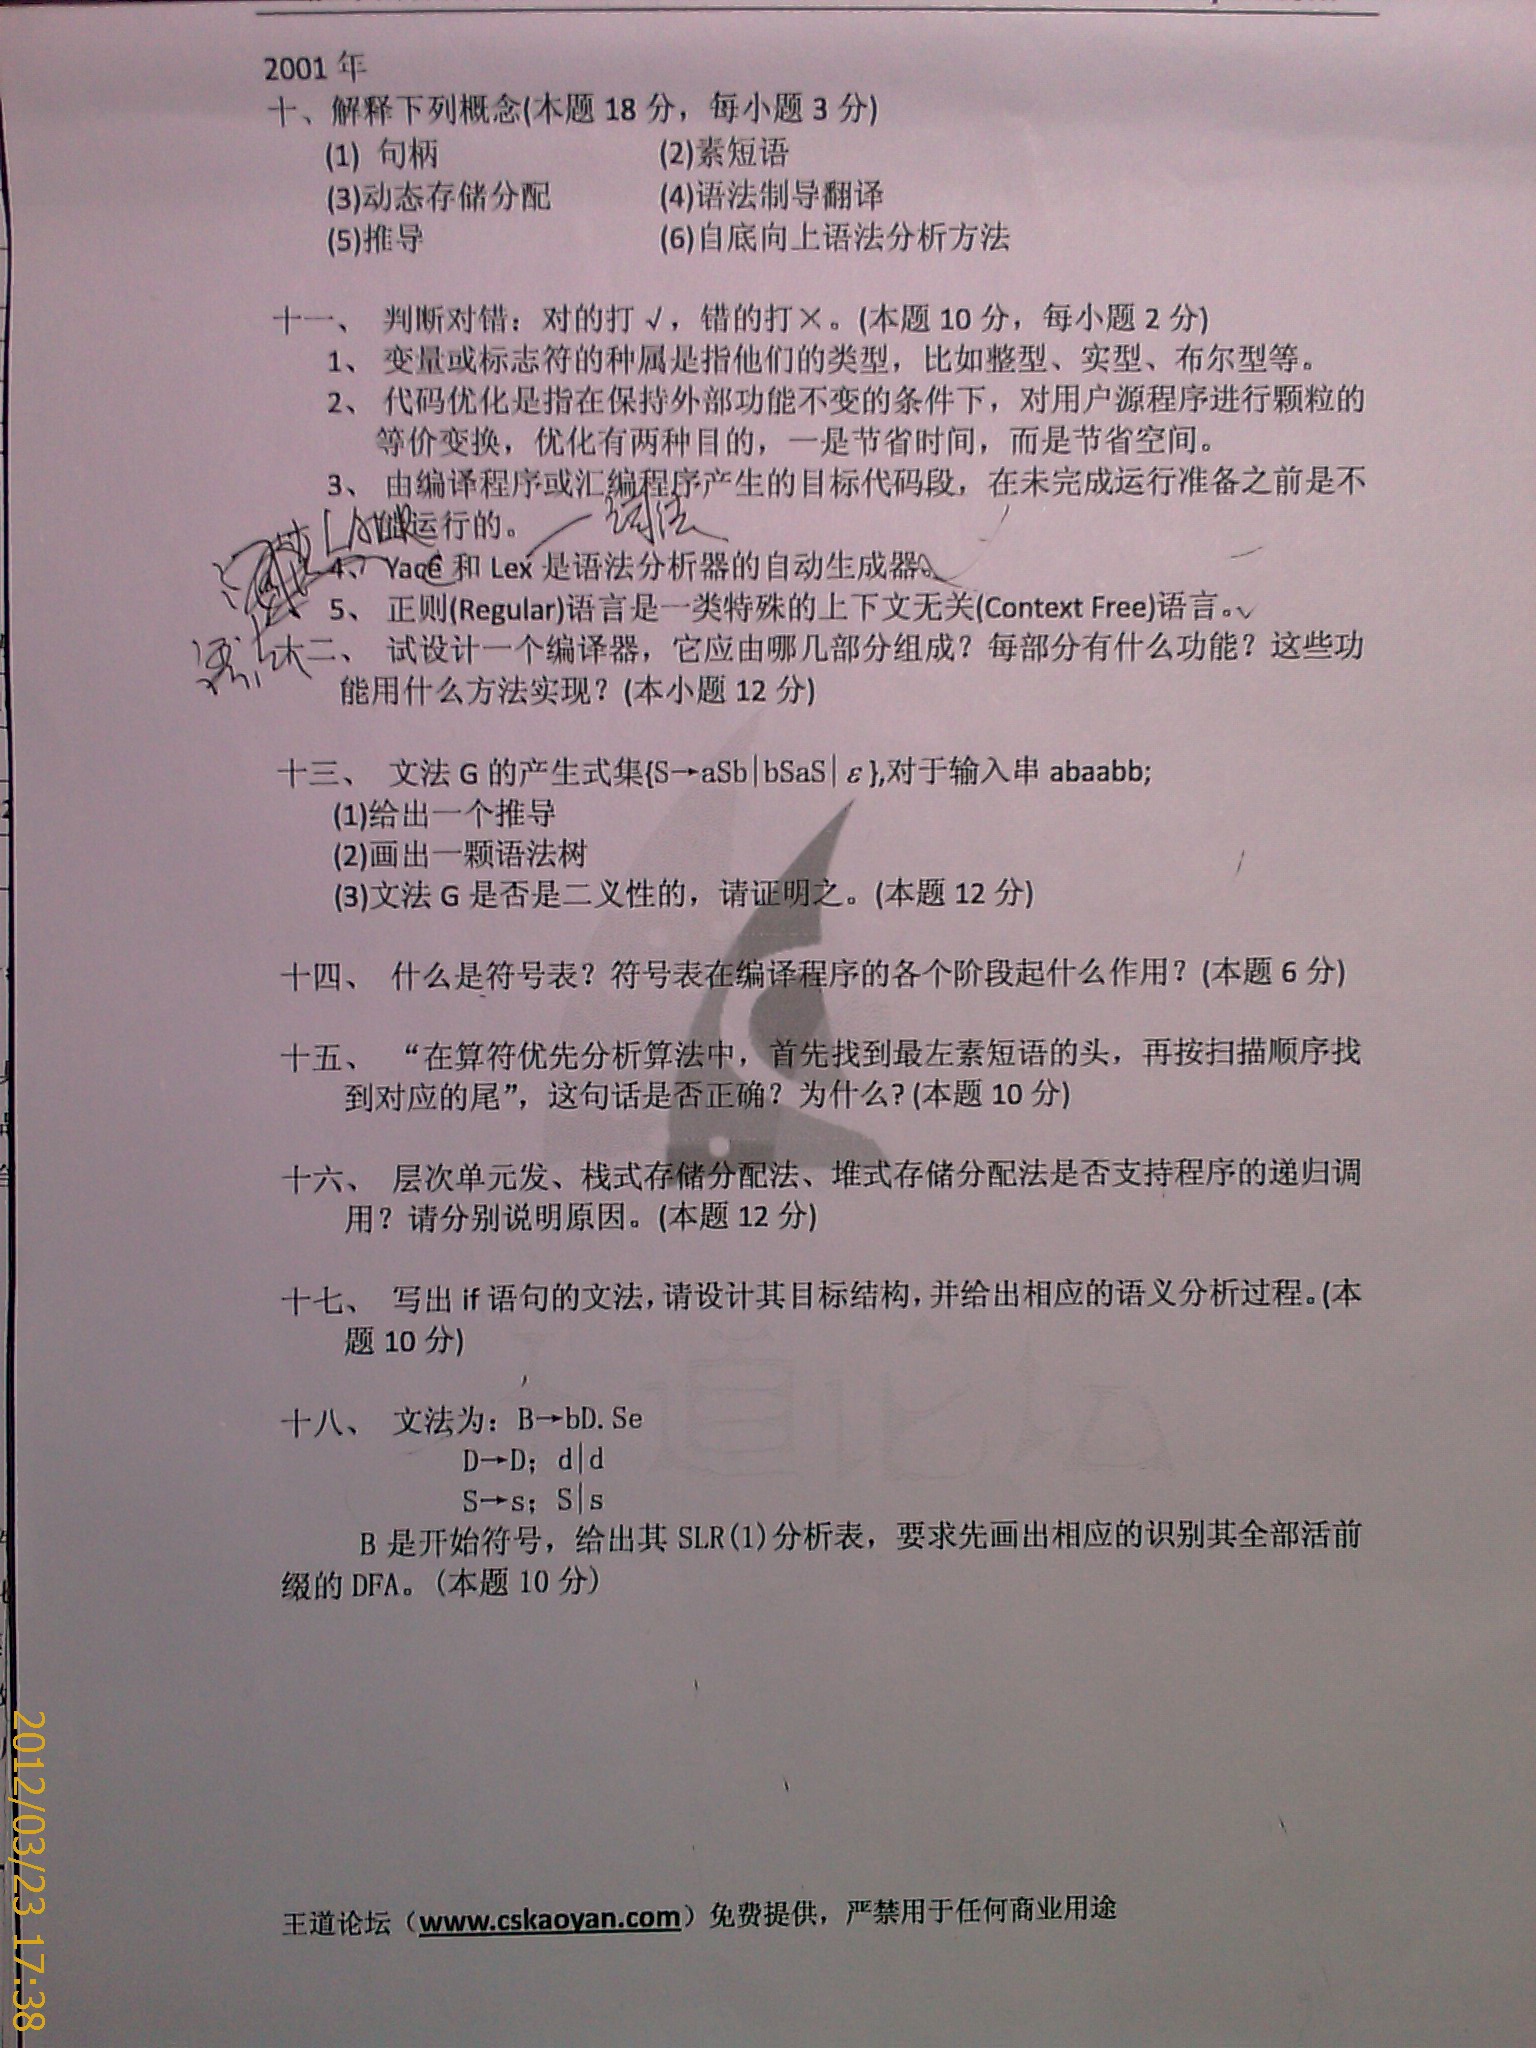 2001 年
十、解释下列概念(本题 18 分，每小题 3 分)
(1) 句柄 (2)素短语
(3)动态存储分配 (4)语法制导翻译
(5)推导 (6)自底向上语法分析方法
十一、 判断对错：对的打√，错的打×。(本题 10 分，每小题 2 分)
1、 变量或标志符的种属是指他们的类型，比如整型、实型、布尔型等。
2、 代码优化是指在保持外部功能不变的条件下，对用户源程序进行颗粒的
等价变换，优化有两种目的，一是节省时间，而是节省空间。
3、 由编译程序或汇编程序产生的目标代码段，在未完成运行准备之前是不
能运行的。 词法
4、 Yacc 和 Lex 是语法分析器的自动生成器。
5、 正则(Regular)语言是一类特殊的上下文无关(Context Free)语言。√
十二、 试设计一个编译器，它应由哪几部分组成？每部分有什么功能？这些功
能用什么方法实现？(本小题 12 分)
十三、 文法 G 的产生式集{S→aSb|bSaS|ε},对于输入串 abaabb;
(1)给出一个推导
(2)画出一颗语法树
(3)文法 G 是否是二义性的，请证明之。(本题 12 分)
十四、 什么是符号表？符号表在编译程序的各个阶段起什么作用？(本题 6 分)
十五、 “在算符优先分析算法中，首先找到最左素短语的头，再按扫描顺序找
到对应的尾”，这句话是否正确？为什么？(本题 10 分)
十六、 层次单元发、栈式存储分配法、堆式存储分配法是否支持程序的递归调
用？请分别说明原因。(本题 12 分)
十七、 写出 if 语句的文法，请设计其目标结构，并给出相应的语义分析过程。(本
题 10 分)
十八、 文法为：B→bD.Se
D→D；d|d
S→s；S|s
B 是开始符号，给出其 SLR(1)分析表，要求先画出相应的识别其全部活前
缀的 DFA。(本题 10 分)
王道论坛（www.cskaoyan.com）免费提供，严禁用于任何商业用途
2012/03/23 17:38